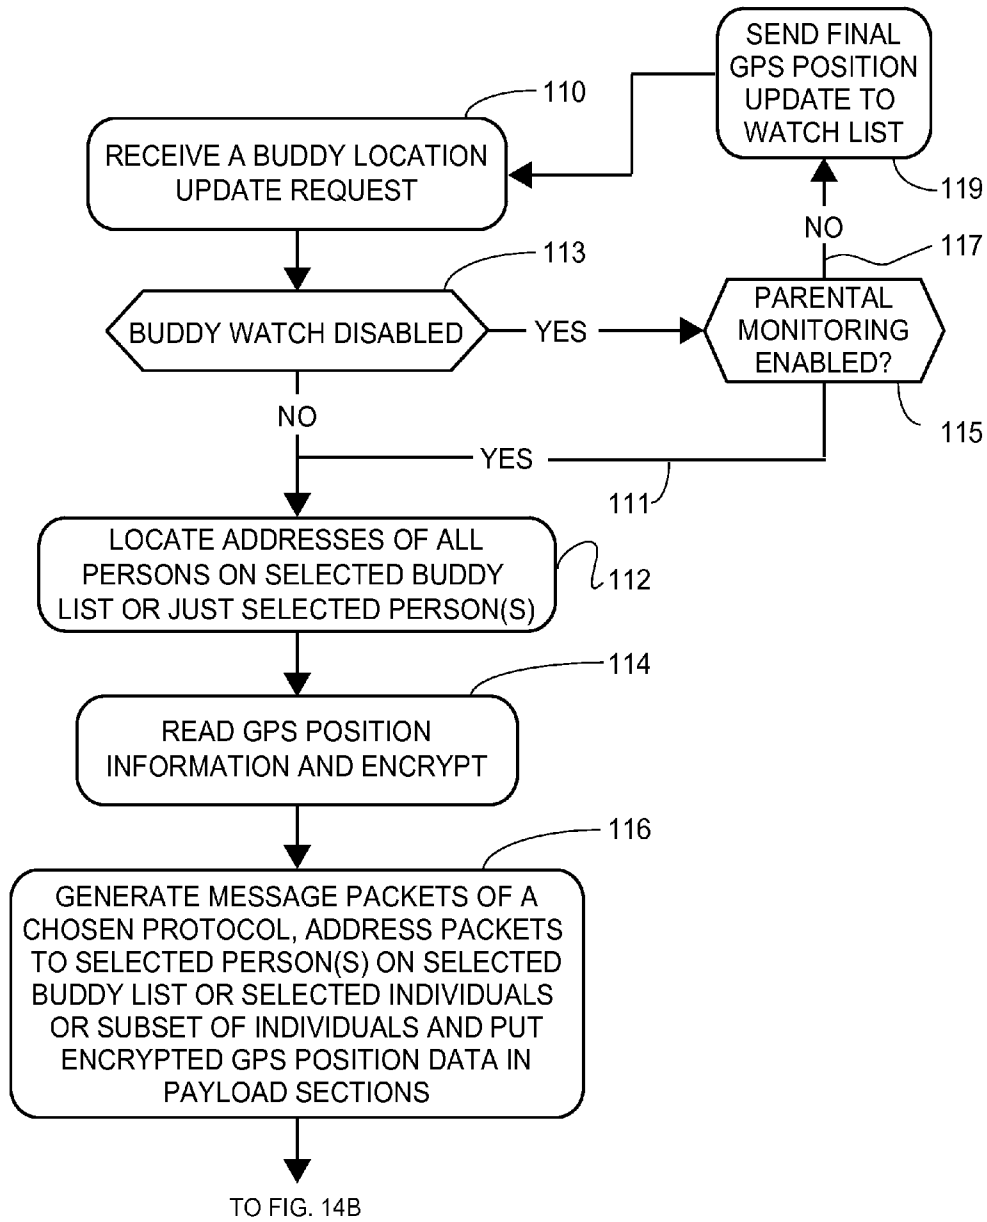 SEND FINAL
GPS POSITION
UPDATE TO
WATCH LIST
110
RECEIVE A BUDDY LOCATION
UPDATE REQUEST
119
NO
117
113
BUDDY WATCH DISABLED
YES
PARENTAL
MONITORING
ENABLED?
115
NO
YES
111
LOCATE ADDRESSES OF ALL
PERSONS ON SELECTED BUDDY
LIST OR JUST SELECTED PERSON(S)
112
114
READ GPS POSITION
INFORMATION AND ENCRYPT
116
GENERATE MESSAGE PACKETS OF A
CHOSEN PROTOCOL, ADDRESS PACKETS
TO SELECTED PERSON(S) ON SELECTED
BUDDY LIST OR SELECTED INDIVIDUALS
OR SUBSET OF INDIVIDUALS AND PUT
ENCRYPTED GPS POSITION DATA IN
PAYLOAD SECTIONS
TO FIG. 14B